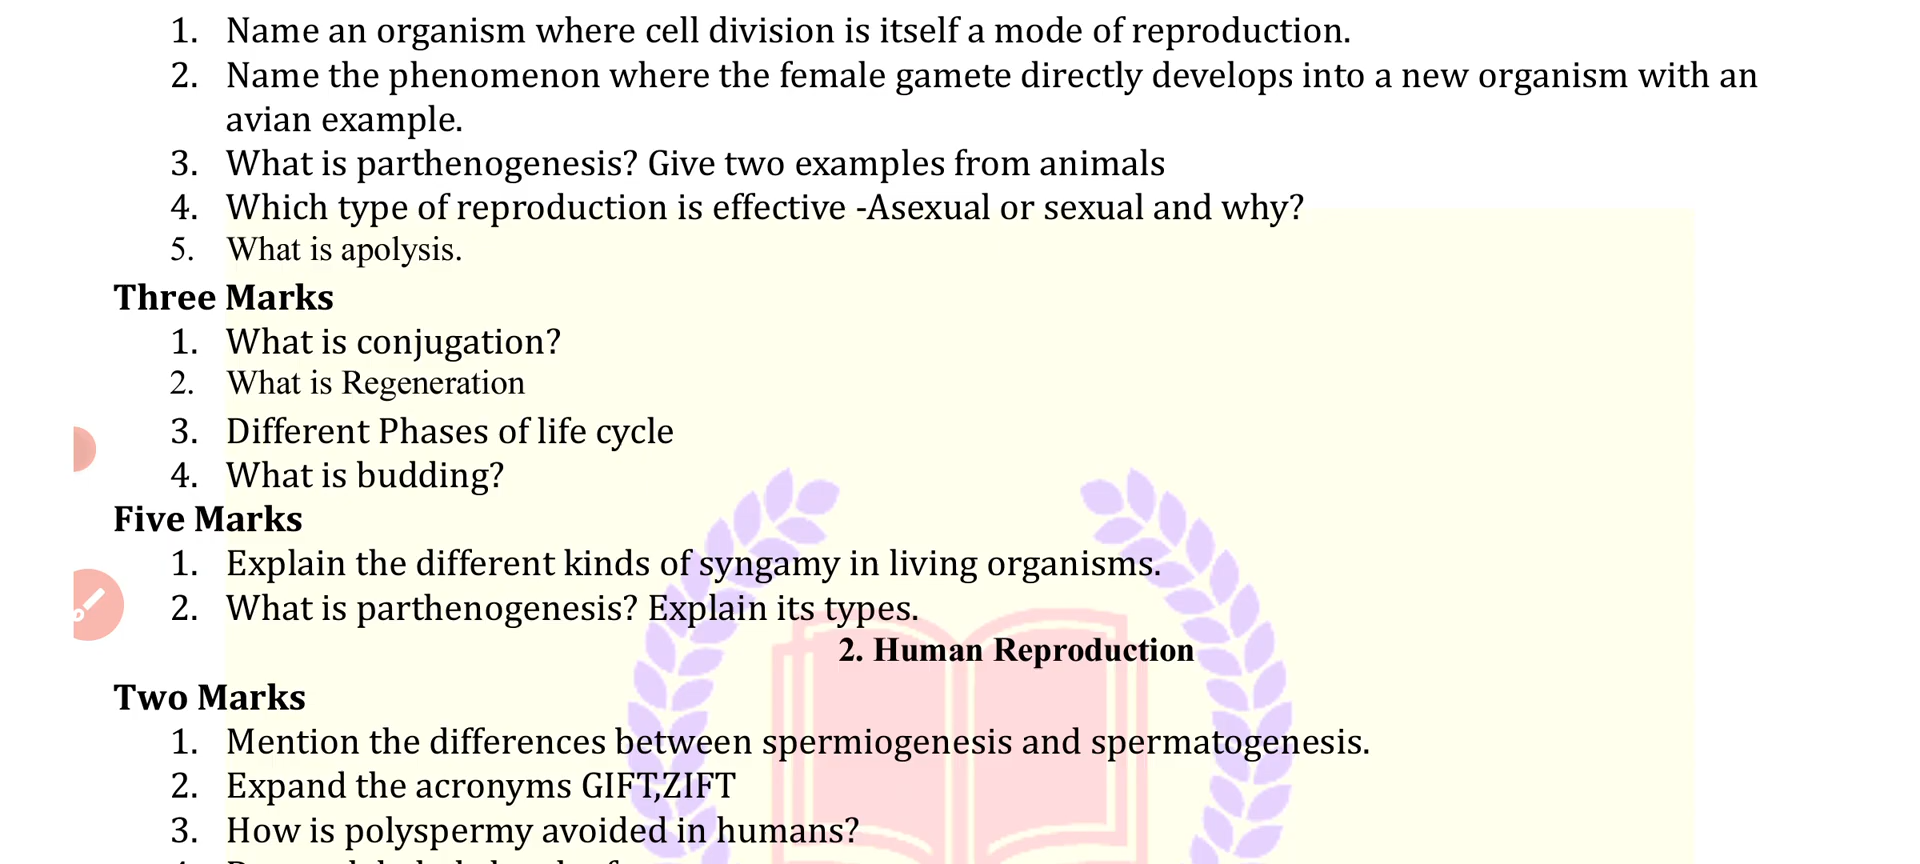 1. Name an organism where cell division is itself a mode of reproduction.
2. Name the phenomenon where the female gamete directly develops into a new organism with an
avian example.
3. What is parthenogenesis? Give two examples from animals
4. Which type of reproduction is effective -Asexual or sexual and why?
5. What is apolysis.
Three Marks
1. What is conjugation?
2. What is Regeneration
3. Different Phases of life cycle
4. What is budding?
Five Marks
1. Explain the different kinds of syngamy in living organisms.
2. What is parthenogenesis? Explain its types.
2. Human Reproduction
Two Marks
1. Mention the differences between spermiogenesis and spermatogenesis.
2. Expand the acronyms GIFT,ZIFT
3. How is polyspermy avoided in humans?